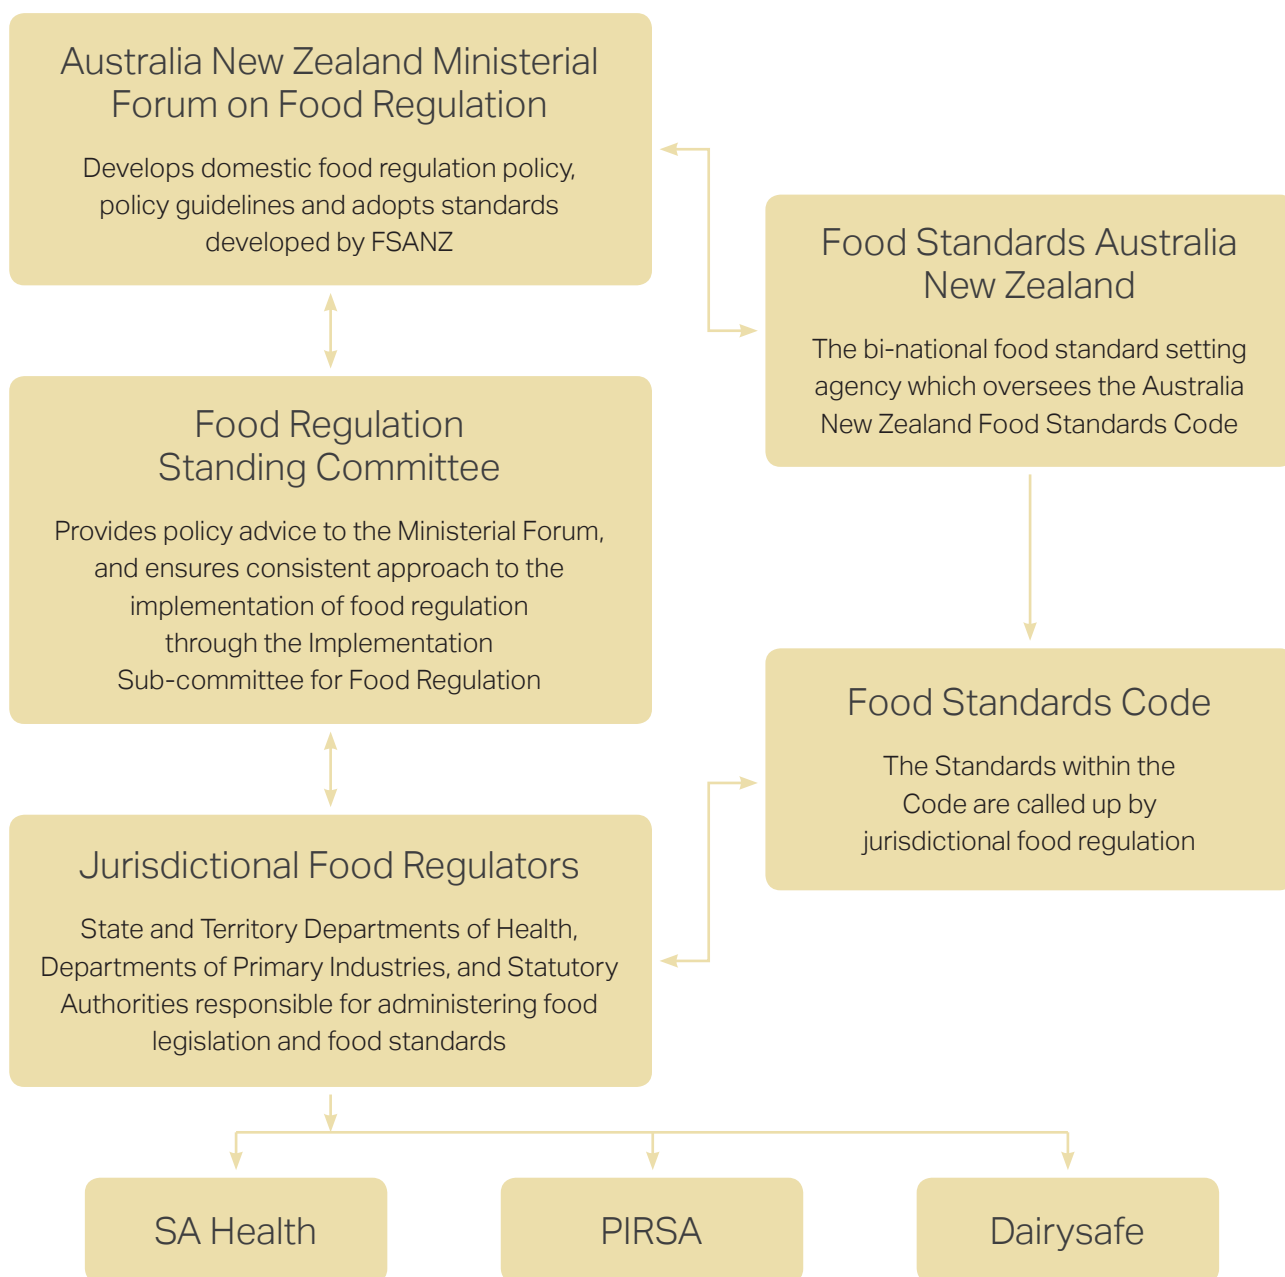 Australia New Zealand Ministerial
Forum on Food Regulation
Develops domestic food regulation policy,
policy guidelines and adopts standards
developed by FSANZ
Food Standards Australia
New Zealand
The bi-national food standard setting
agency which oversees the Australia
New Zealand Food Standards Code
Food Regulation
Standing Committee
Provides policy advice to the Ministerial Forum,
and ensures consistent approach to the
implementation of food regulation
through the Implementation
Sub-committee for Food Regulation
Food Standards Code
The Standards within the
Code are called up by
jurisdictional food regulation
Jurisdictional Food Regulators
State and Territory Departments of Health,
Departments of Primary Industries, and Statutory
Authorities responsible for administering food
legislation and food standards
SA Health
PIRSA
Dairysafe